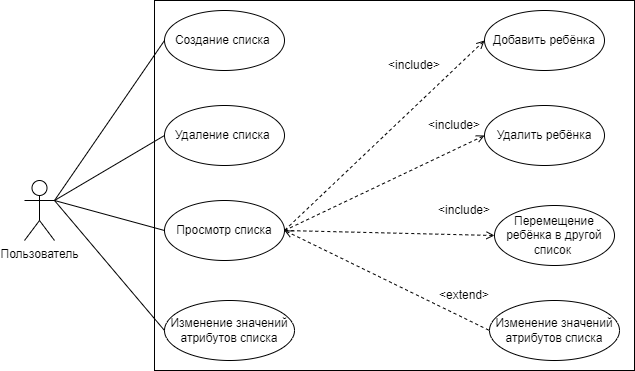 Создание списка
Добавить ребёнка
<include>
Удаление списка
<include>
Удалить ребёнка
Пользователь
Просмотр списка
<include>
Перемещение
ребёнка в другой
список
Изменение значений
атрибутов списка
<extend>
Изменение значений
атрибутов списка